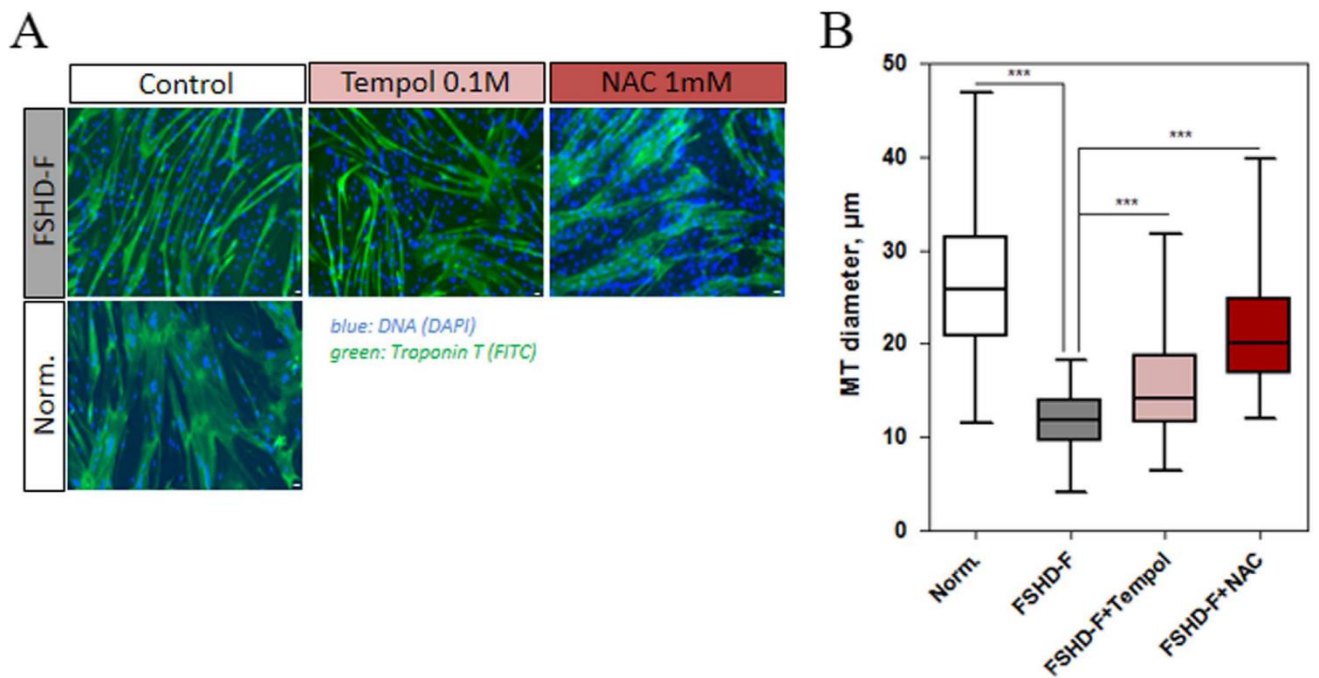 A
Control
Tempol 0.1M
NAC 1mM
FSHD-F
Norm.
blue: DNA (DAPI)
green: Troponin T (FITC)
B
MT diameter, µm
50
40
30
20
10
0
***
***
***
Norm.
FSHD-F
FSHD-F+Tempol
FSHD-F+NAC